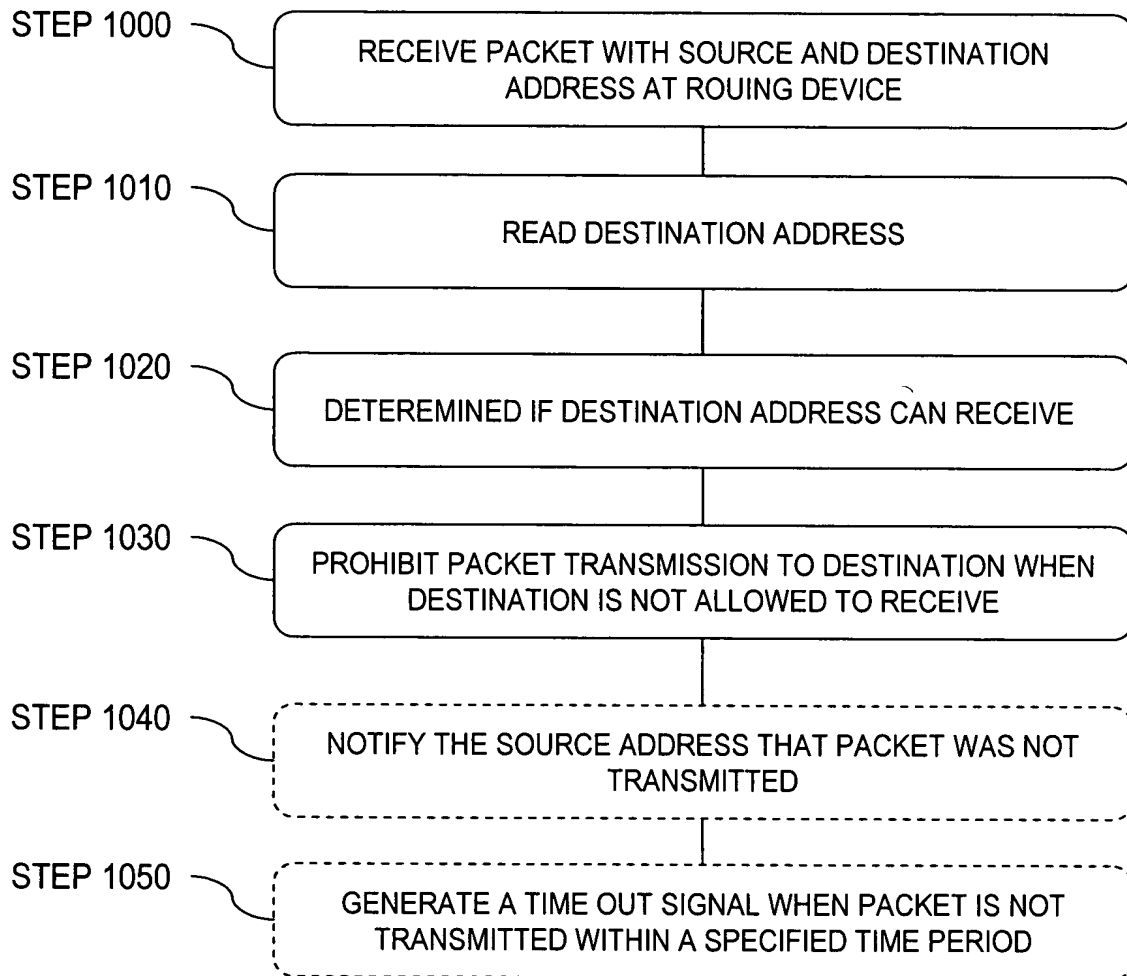 STEP 1000
RECEIVE PACKET WITH SOURCE AND DESTINATION
ADDRESS AT ROUING DEVICE
STEP 1010
READ DESTINATION ADDRESS
STEP 1020
DETEREMINED IF DESTINATION ADDRESS CAN RECEIVE
STEP 1030
PROHIBIT PACKET TRANSMISSION TO DESTINATION WHEN
DESTINATION IS NOT ALLOWED TO RECEIVE
STEP 1040
NOTIFY THE SOURCE ADDRESS THAT PACKET WAS NOT
TRANSMITTED
STEP 1050
GENERATE A TIME OUT SIGNAL WHEN PACKET IS NOT
TRANSMITTED WITHIN A SPECIFIED TIME PERIOD